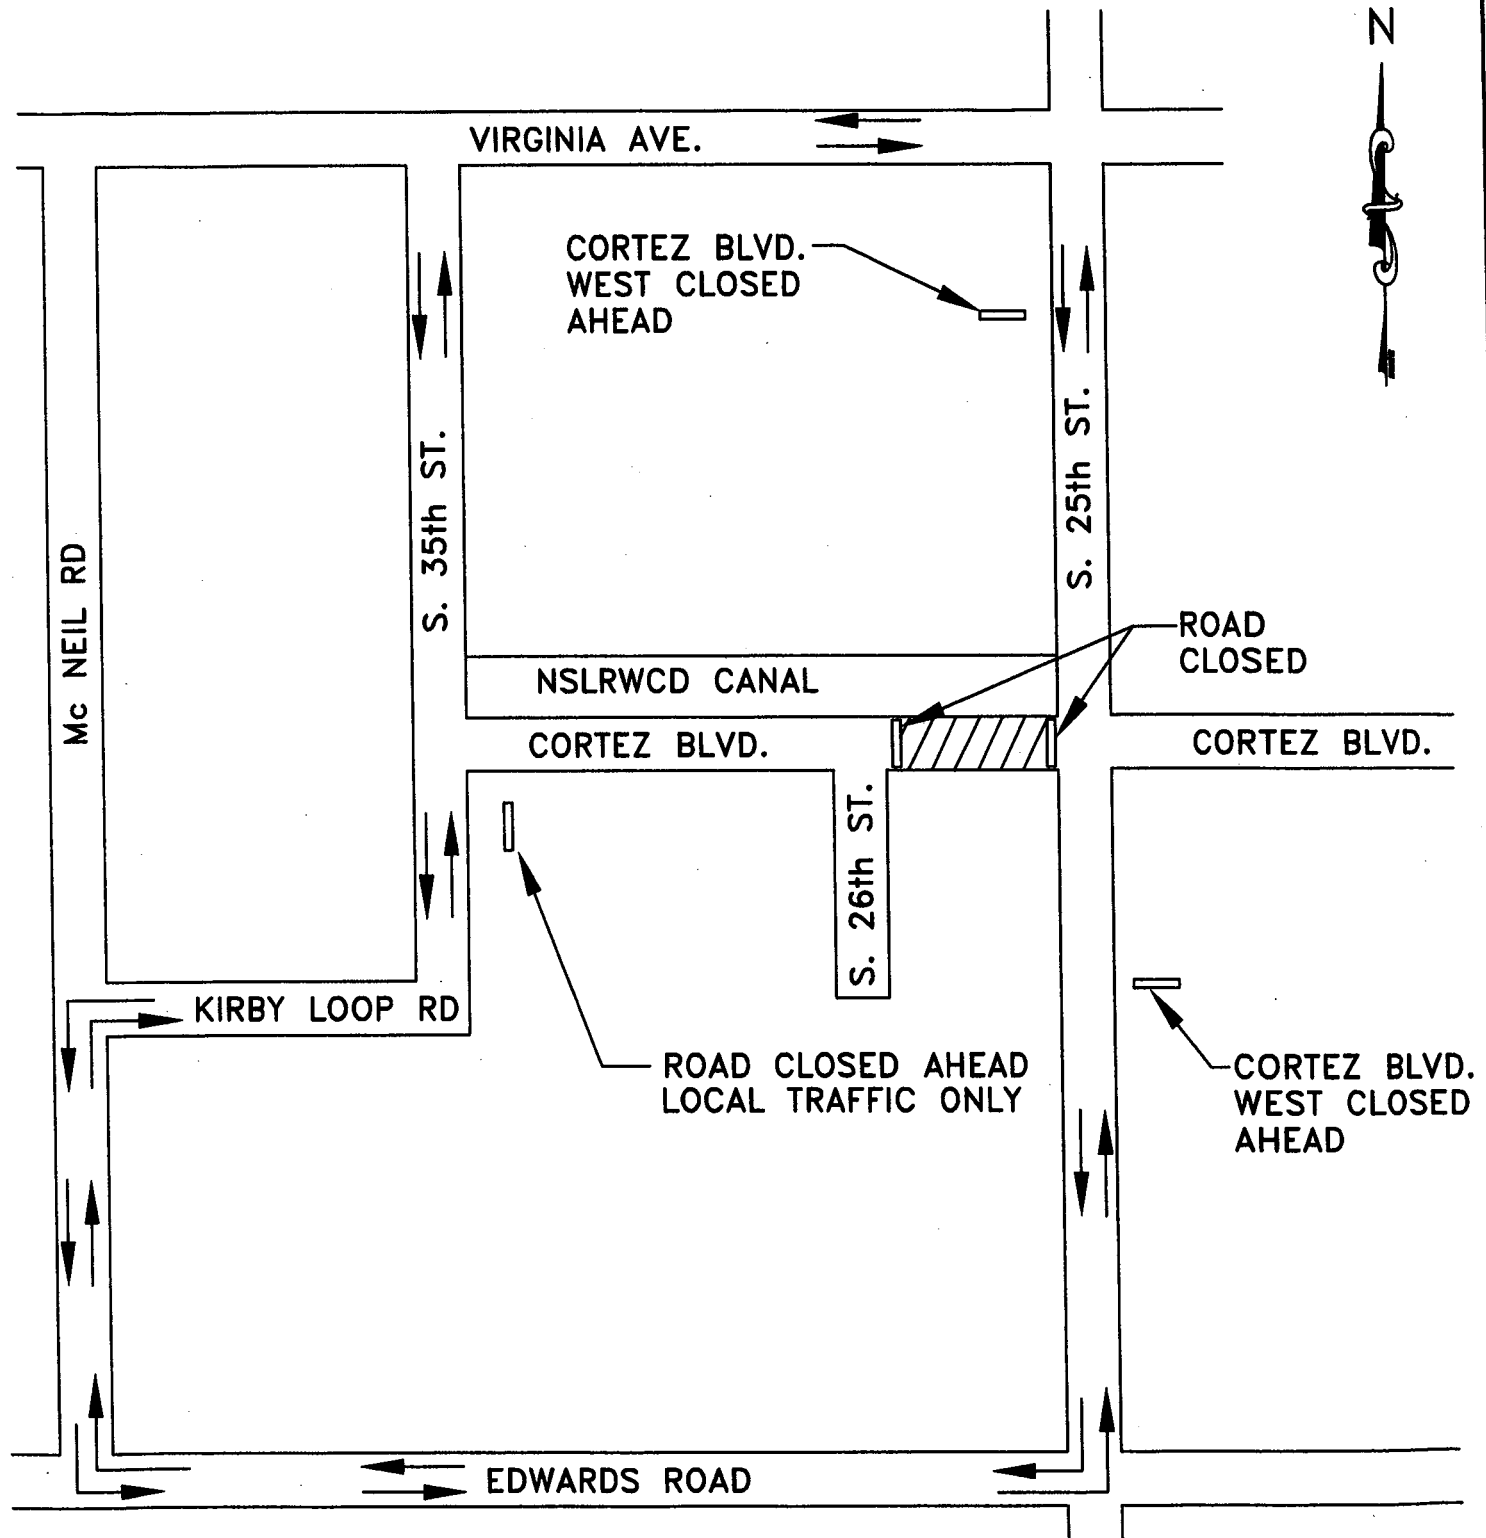 N
VIRGINIA AVE.
CORTEZ BLVD.
WEST CLOSED
AHEAD
S. 35th ST.
S. 25th ST.
Mc NEIL RD
ROAD
CLOSED
NSLRWCD CANAL
CORTEZ BLVD.
CORTEZ BLVD.
S. 26th ST.
KIRBY LOOP RD
ROAD CLOSED AHEAD
LOCAL TRAFFIC ONLY
CORTEZ BLVD.
WEST CLOSED
AHEAD
EDWARDS ROAD